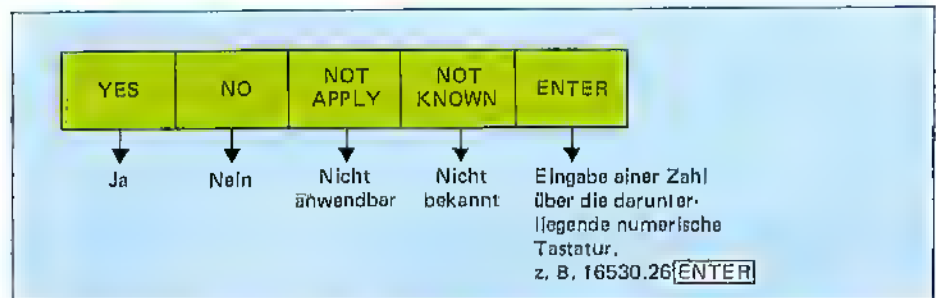 YES
NO
NOT
APPLY
NOT
KNOWN
ENTER
Ja
Nein
Nicht
anwendbar
Nicht
bekannt
Eingabe einer Zahl
über die darunter-
liegende numerische
Tastatur,
z. B. 16530.26 ENTER